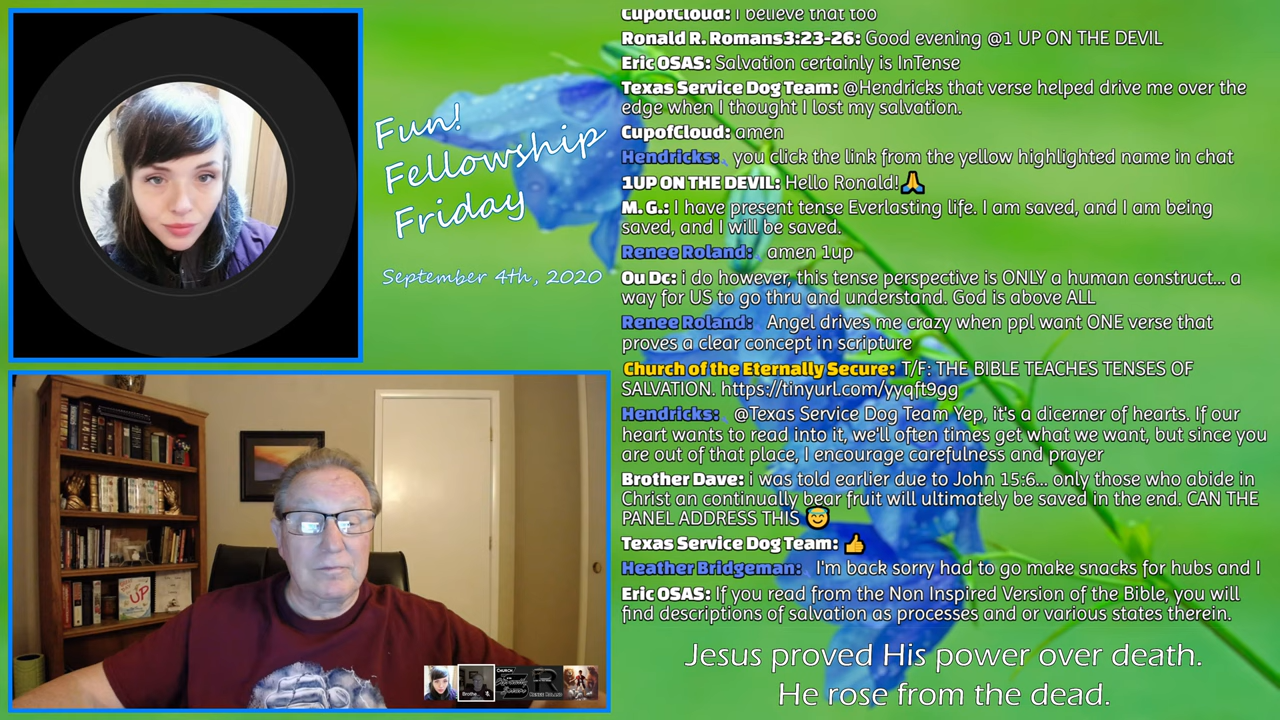 Fun!
Fellowship
Friday
September 4th, 2020
CupofCloud: I believe that too
Ronald R. Romans3:23-26: Good evening @1 UP ON THE DEVIL
Eric OSAS: Salvation certainly is InTense
Texas Service Dog Team: @Hendricks that verse helped drive me over the
edge when I thought I lost my salvation.
CupofCloud: amen
Hendricks: you click the link from the yellow highlighted name in chat
1UP ON THE DEVIL: Hello Ronald!🙏
M. G.: I have present tense Everlasting life. I am saved, and I am being
saved, and I will be saved.
Renee Roland: amen 1up
Ou Dc: i do however, this tense perspective is ONLY a human construct... a
way for US to go thru and understand. God is above ALL
Renee Roland: Angel drives me crazy when ppl want ONE verse that
proves a clear concept in scripture
Church of the Eternally Secure: T/F: THE BIBLE TEACHES TENSES OF
SALVATION. https://tinyurl.com/yyqft9gg
Hendricks: @Texas Service Dog Team Yep, it's a dicerner of hearts. If our
heart wants to read into it, we'll often times get what we want, but since you
are out of that place, I encourage carefulness and prayer
Brother Dave: i was told earlier due to John 15:6... only those who abide in
Christ an continually bear fruit will ultimately be saved in the end. CAN THE
PANEL ADDRESS THIS 😇
Texas Service Dog Team: 👍
Heather Bridgeman: I'm back sorry had to go make snacks for hubs and I
Eric OSAS: If you read from the Non Inspired Version of the Bible, you will
find descriptions of salvation as processes and or various states therein.
Jesus proved His power over death.
He rose from the dead.
UP
Brothe...